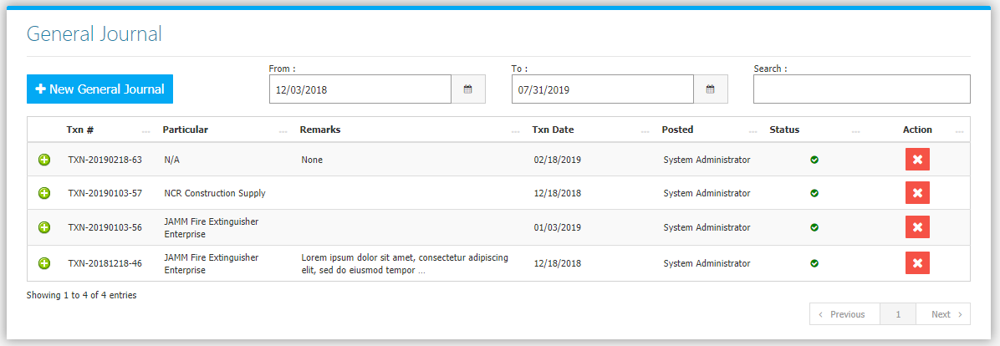 General Journal
New General Journal
From :
12/03/2018
To :
07/31/2019
Search :
Txn # Particular Remarks Txn Date Posted Status Action
TXN-20190218-63 N/A None 02/18/2019 System Administrator
TXN-20190103-57 NCR Construction Supply 12/18/2018 System Administrator
TXN-20190103-56 JAMM Fire Extinguisher 01/03/2019 System Administrator
Enterprise
TXN-20181218-46 JAMM Fire Extinguisher Lorem ipsum dolor sit amet, consectetur adipiscing 12/18/2018 System Administrator
Enterprise elit, sed do eiusmod tempor ...
Showing 1 to 4 of 4 entries
Previous 1 Next